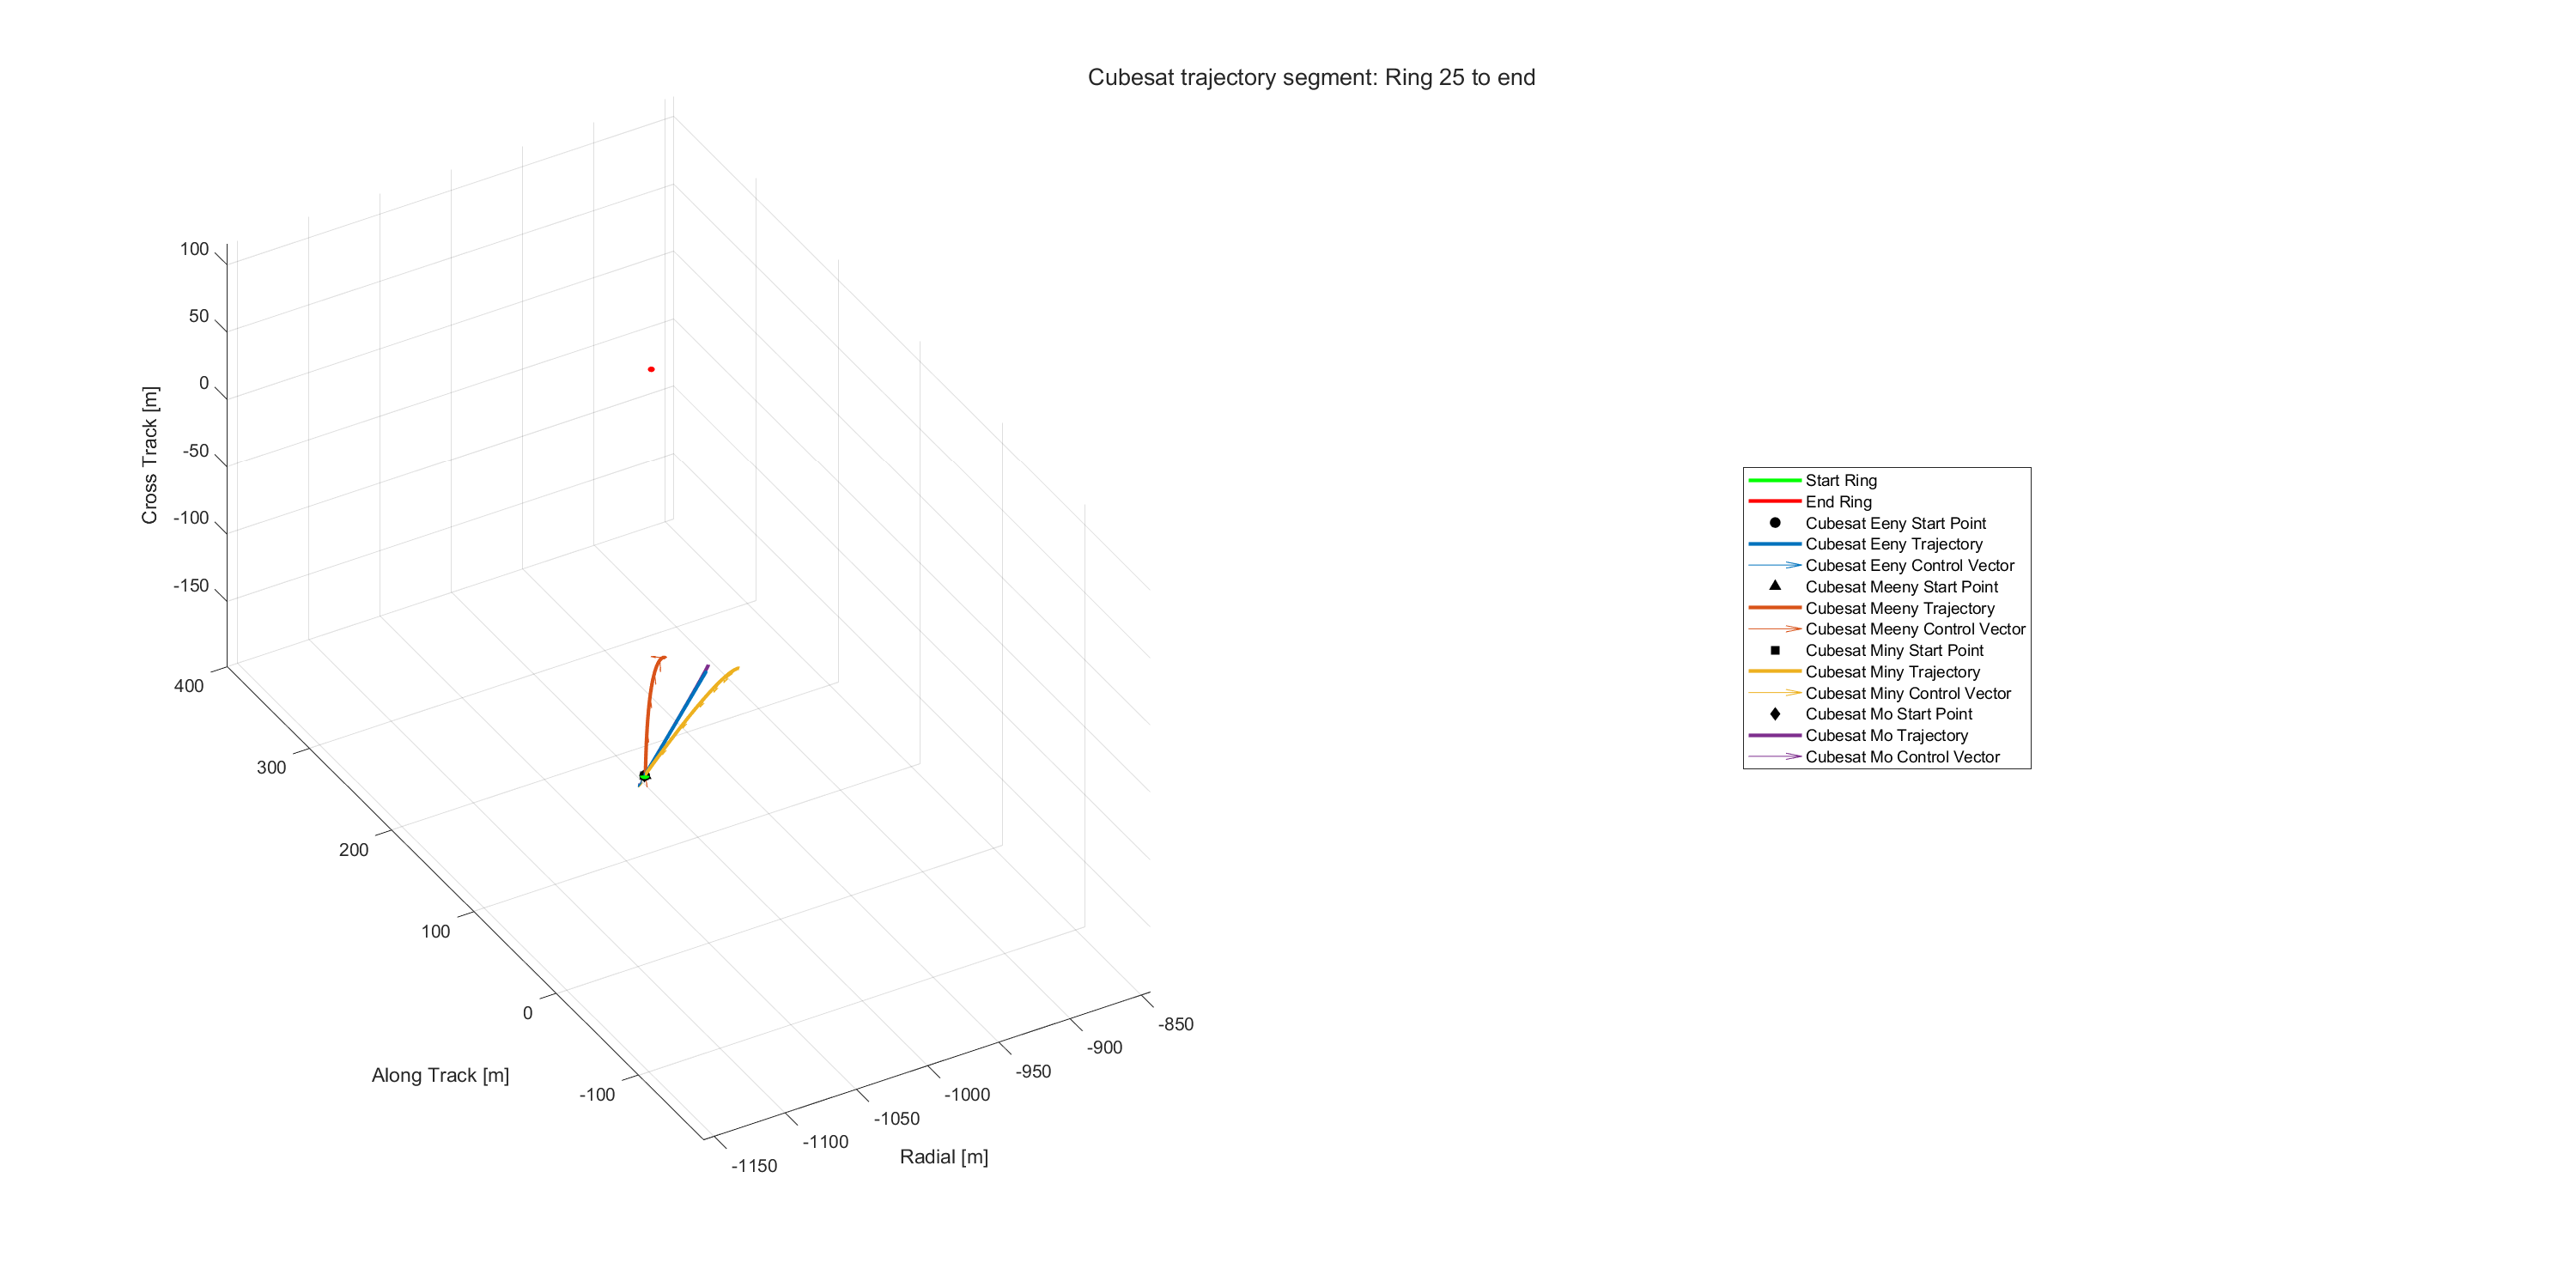 Cubesat trajectory segment: Ring 25 to end
100
50
0
-50
-100
-150
Cross Track [m]
400
300
200
100
0
-100
Along Track [m]
-850
-900
-950
-1000
-1050
-1100
-1150
Radial [m]
Start Ring
End Ring
Cubesat Eeny Start Point
Cubesat Eeny Trajectory
Cubesat Eeny Control Vector
Cubesat Meeny Start Point
Cubesat Meeny Trajectory
Cubesat Meeny Control Vector
Cubesat Miny Start Point
Cubesat Miny Trajectory
Cubesat Miny Control Vector
Cubesat Mo Start Point
Cubesat Mo Trajectory
Cubesat Mo Control Vector